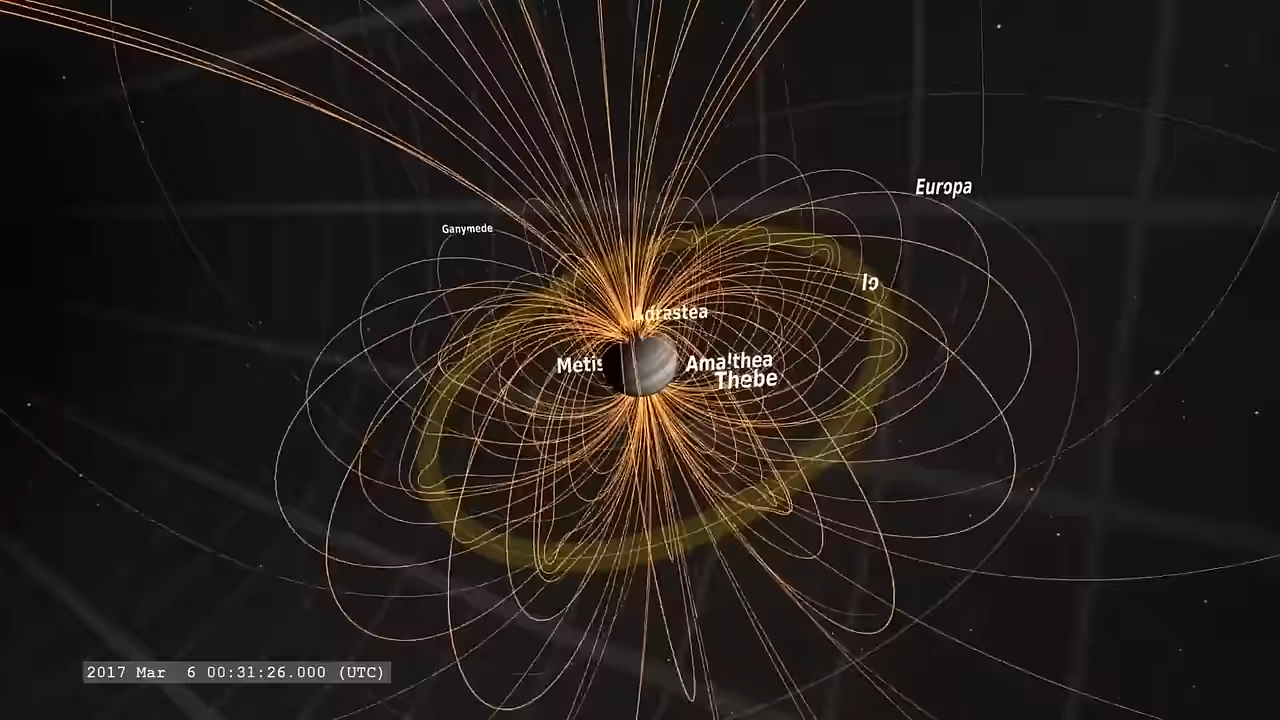 Europa
Ganymede
Io
Adrastea
Metis
Amalthea
Thebe
2017 Mar  6 00:31:26.000 (UTC)